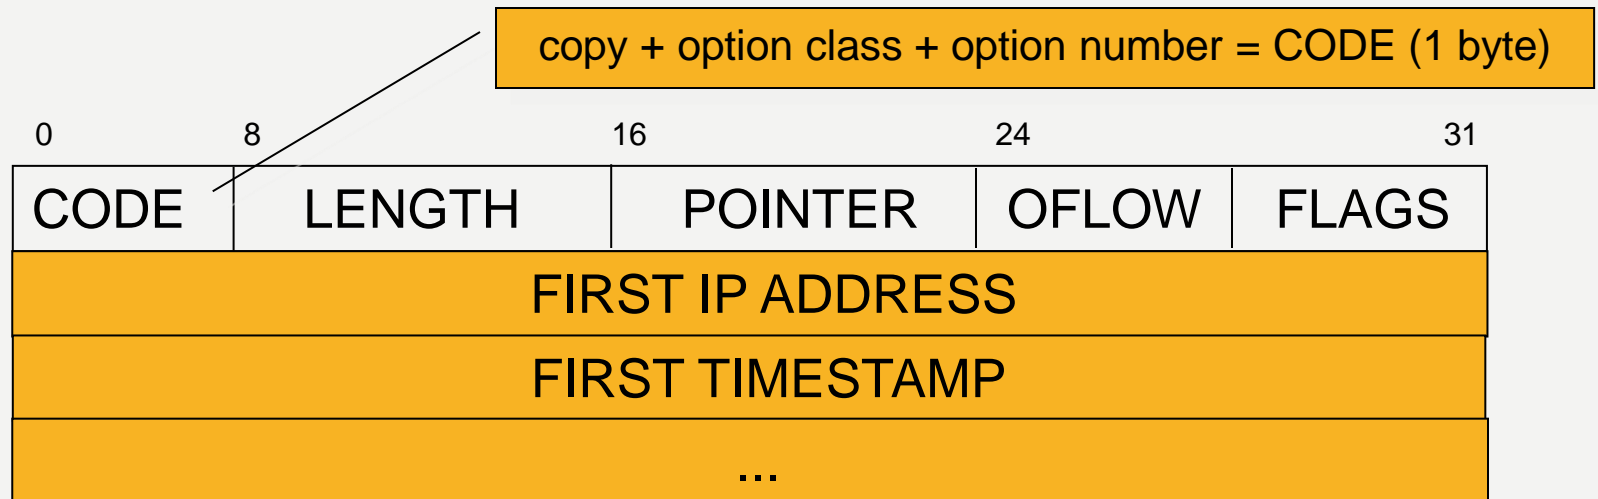 copy + option class + option number = CODE (1 byte)
0 8 16 24 31
CODE LENGTH POINTER OFLOW FLAGS
FIRST IP ADDRESS
FIRST TIMESTAMP
...